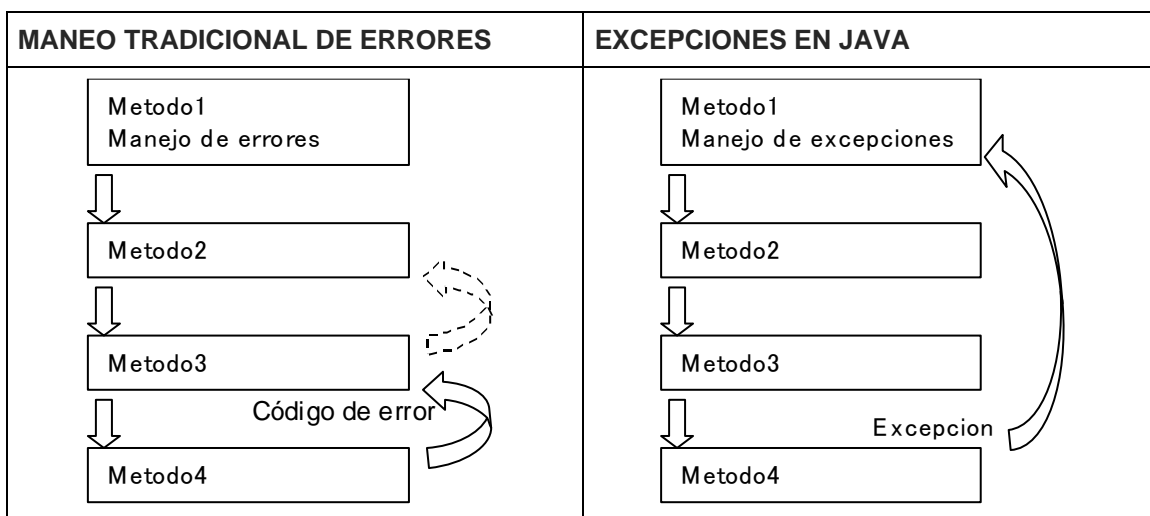 MANEO TRADICIONAL DE ERRORES
EXCEPCIONES EN JAVA
Metodo1
Manejo de errores
Metodo2
Metodo3
Código de error
Metodo4
Metodo1
Manejo de excepciones
Metodo2
Metodo3
Excepcion
Metodo4